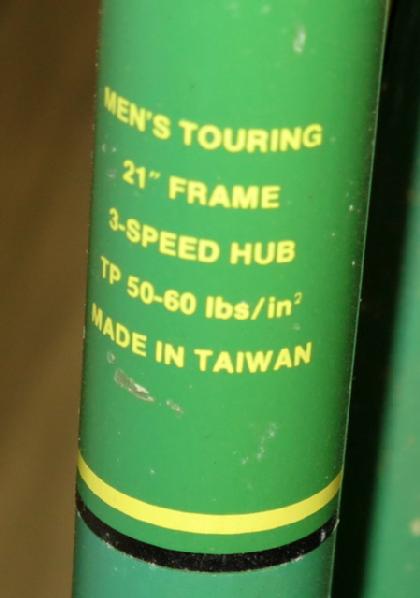 MEN'S TOURING
21" FRAME
3-SPEED HUB
TP 50-60 lbs/in²
MADE IN TAIWAN